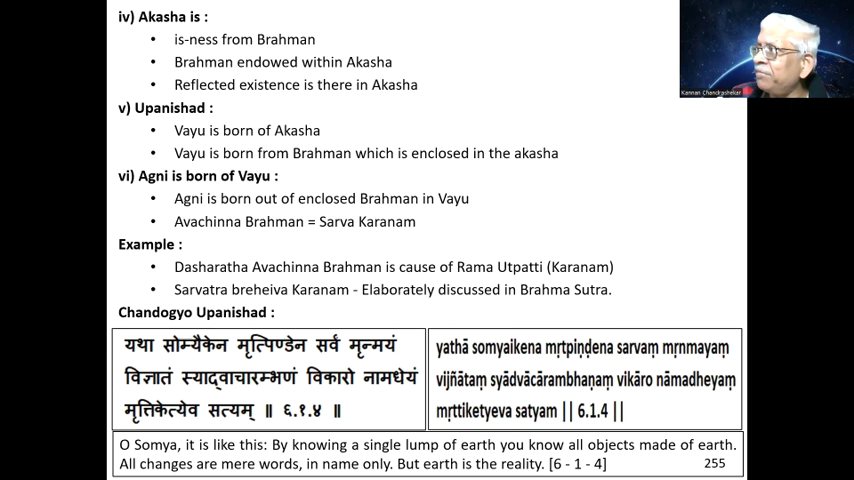 iv) Akasha is :
• is-ness from Brahman
• Brahman endowed within Akasha
• Reflected existence is there in Akasha
v) Upanishad :
• Vayu is born of Akasha
• Vayu is born from Brahman which is enclosed in the akasha
vi) Agni is born of Vayu :
• Agni is born out of enclosed Brahman in Vayu
• Avachinna Brahman = Sarva Karanam
Example :
• Dasharatha Avachinna Brahman is cause of Rama Utpatti (Karanam)
• Sarvatra breheiva Karanam - Elaborately discussed in Brahma Sutra.
Chandogyo Upanishad :
यथा सोम्यैकेन मृत्पिण्डेन सर्वं मृन्मयं
विज्ञातं स्याद्वाचारम्भणं विकारो नामधेयं
मृत्तिकेत्येव सत्यम् ॥ ६.१.४ ॥
yathā somyaikena mṛtpiṇḍena sarvaṃ mṛnmayaṃ
vijñātaṃ syādvācārambhaṇaṃ vikāro nāmadheyaṃ
mṛttiketyeva satyam || 6.1.4 ||
O Somya, it is like this: By knowing a single lump of earth you know all objects made of earth.
All changes are mere words, in name only. But earth is the reality. [6 - 1 - 4]
255
Kannan Chandrashekar